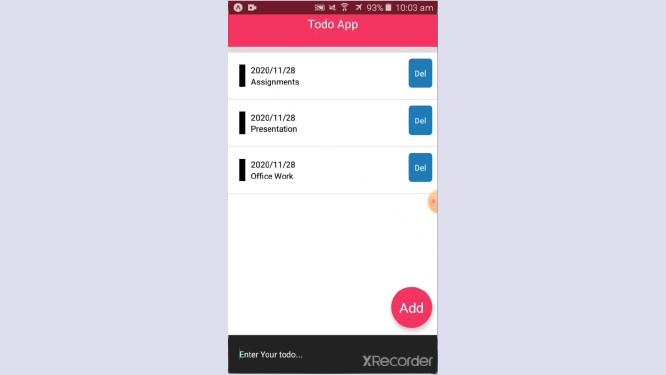 93% 10:03 am
Todo App
2020/11/28
Assignments
Del
2020/11/28
Presentation
Del
2020/11/28
Office Work
Del
Add
Enter Your todo...
XRecorder